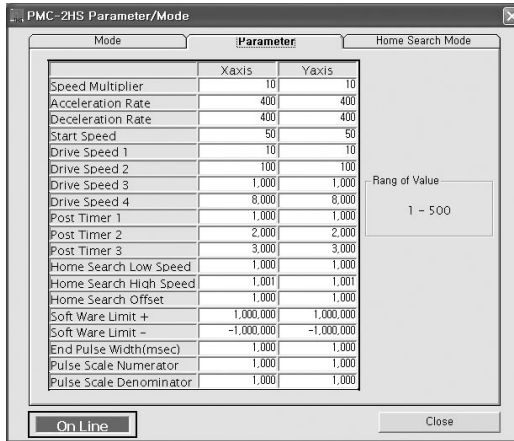 PMC-2HS Parameter/Mode
Mode Parameter Home Search Mode
Xaxis Yaxis
Speed Multiplier 10 10
Acceleration Rate 400 400
Deceleration Rate 400 400
Start Speed 50 50
Drive Speed 1 10 10
Drive Speed 2 100 100
Drive Speed 3 1,000 1,000
Drive Speed 4 8,000 8,000
Post Timer 1 1,000 1,000
Post Timer 2 2,000 2,000
Post Timer 3 3,000 3,000
Home Search Low Speed 1,000 1,000
Home Search High Speed 1,001 1,001
Home Search Offset 1,000 1,000
Soft Ware Limit + 1,000,000 1,000,000
Soft Ware Limit - -1,000,000 -1,000,000
End Pulse Width(msec) 1,000 1,000
Pulse Scale Numerator 1,000 1,000
Pulse Scale Denominator 1,000 1,000
Rang of Value
1 - 500
On Line
Close